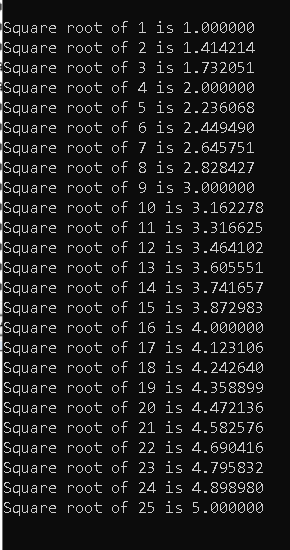 Square root of 1 is 1.000000
Square root of 2 is 1.414214
Square root of 3 is 1.732051
Square root of 4 is 2.000000
Square root of 5 is 2.236068
Square root of 6 is 2.449490
Square root of 7 is 2.645751
Square root of 8 is 2.828427
Square root of 9 is 3.000000
Square root of 10 is 3.162278
Square root of 11 is 3.316625
Square root of 12 is 3.464102
Square root of 13 is 3.605551
Square root of 14 is 3.741657
Square root of 15 is 3.872983
Square root of 16 is 4.000000
Square root of 17 is 4.123106
Square root of 18 is 4.242640
Square root of 19 is 4.358899
Square root of 20 is 4.472136
Square root of 21 is 4.582576
Square root of 22 is 4.690416
Square root of 23 is 4.795832
Square root of 24 is 4.898980
Square root of 25 is 5.000000